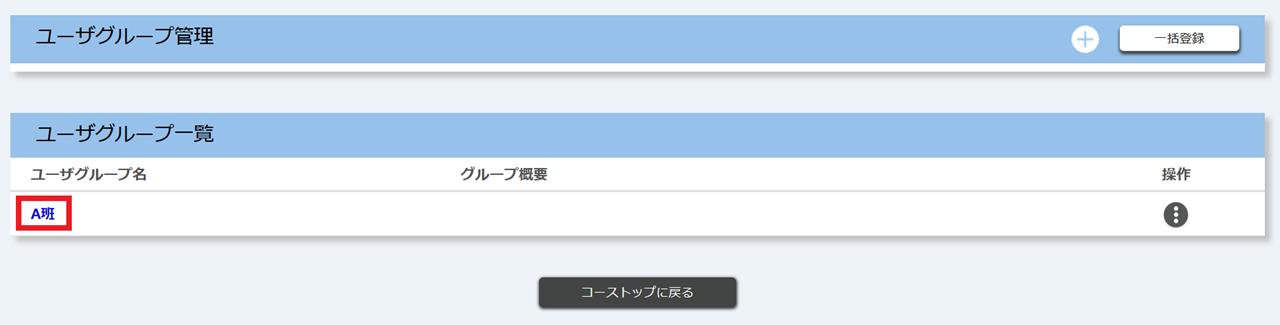 ユーザグループ管理
一括登録
ユーザグループ一覧
ユーザグループ名 グループ概要 操作
A班
コーストップに戻る